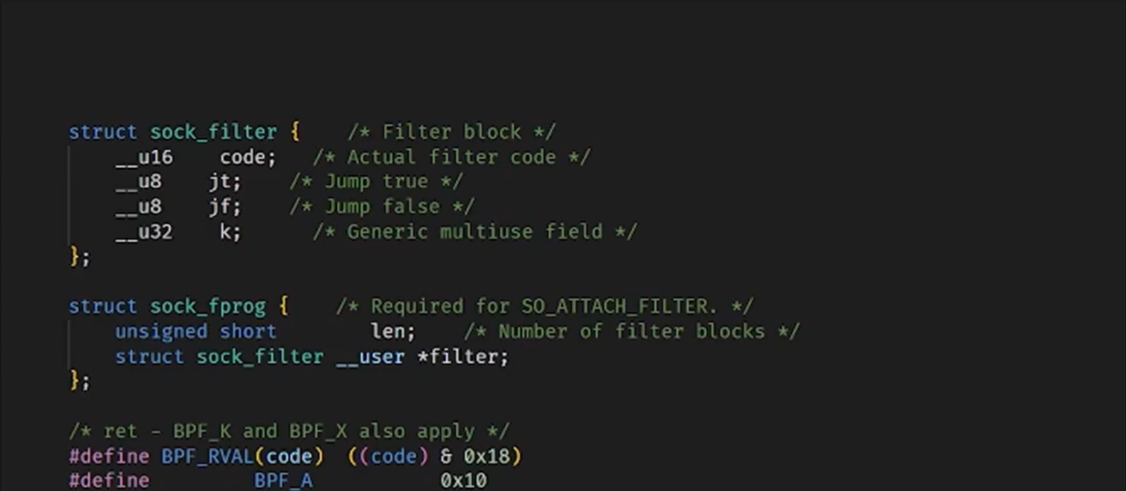 struct sock_filter {    /* Filter block */
    __u16    code;   /* Actual filter code */
    __u8    jt;    /* Jump true */
    __u8    jf;    /* Jump false */
    __u32    k;      /* Generic multiuse field */
};
struct sock_fprog {    /* Required for SO_ATTACH_FILTER. */
    unsigned short        len;    /* Number of filter blocks */
    struct sock_filter __user *filter;
};
/* ret - BPF_K and BPF_X also apply */
#define BPF_RVAL(code)  ((code) & 0x18)
#define         BPF_A           0x10